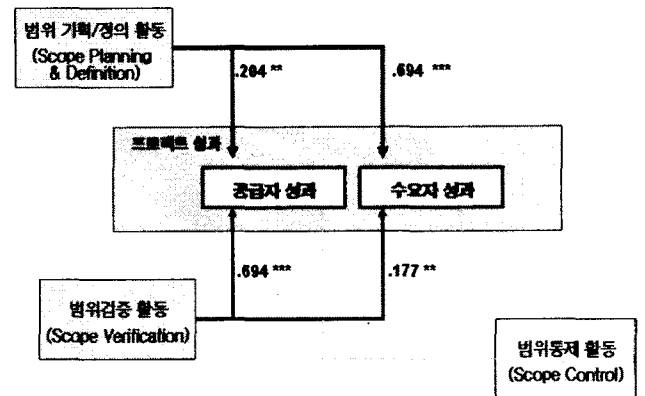 범위 기획/정의 활동
(Scope Planning
& Definition)
.204 **
.694 ***
프로젝트 성과
공급자 성과
수요자 성과
.694 ***
.177 **
범위검증 활동
(Scope Verification)
범위통제 활동
(Scope Control)